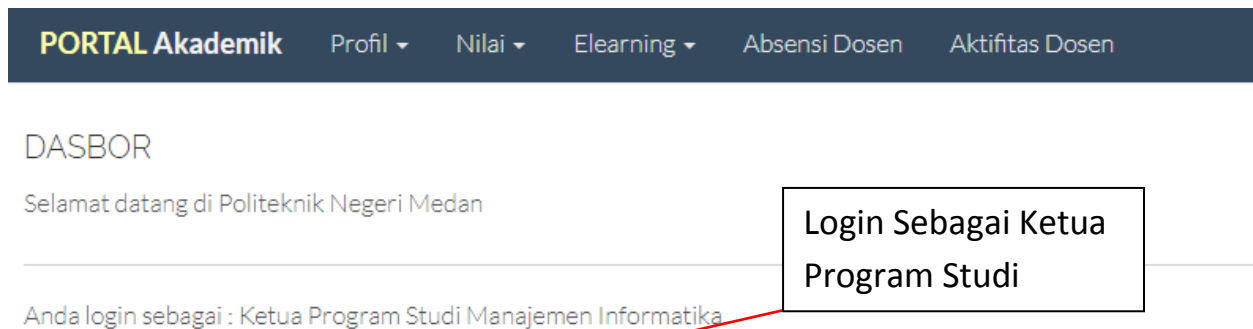 PORTAL Akademik Profil Nilai Elearning Absensi Dosen Aktifitas Dosen
DASBOR
Selamat datang di Politeknik Negeri Medan
Login Sebagai Ketua
Program Studi
Anda login sebagai : Ketua Program Studi Manajemen Informatika